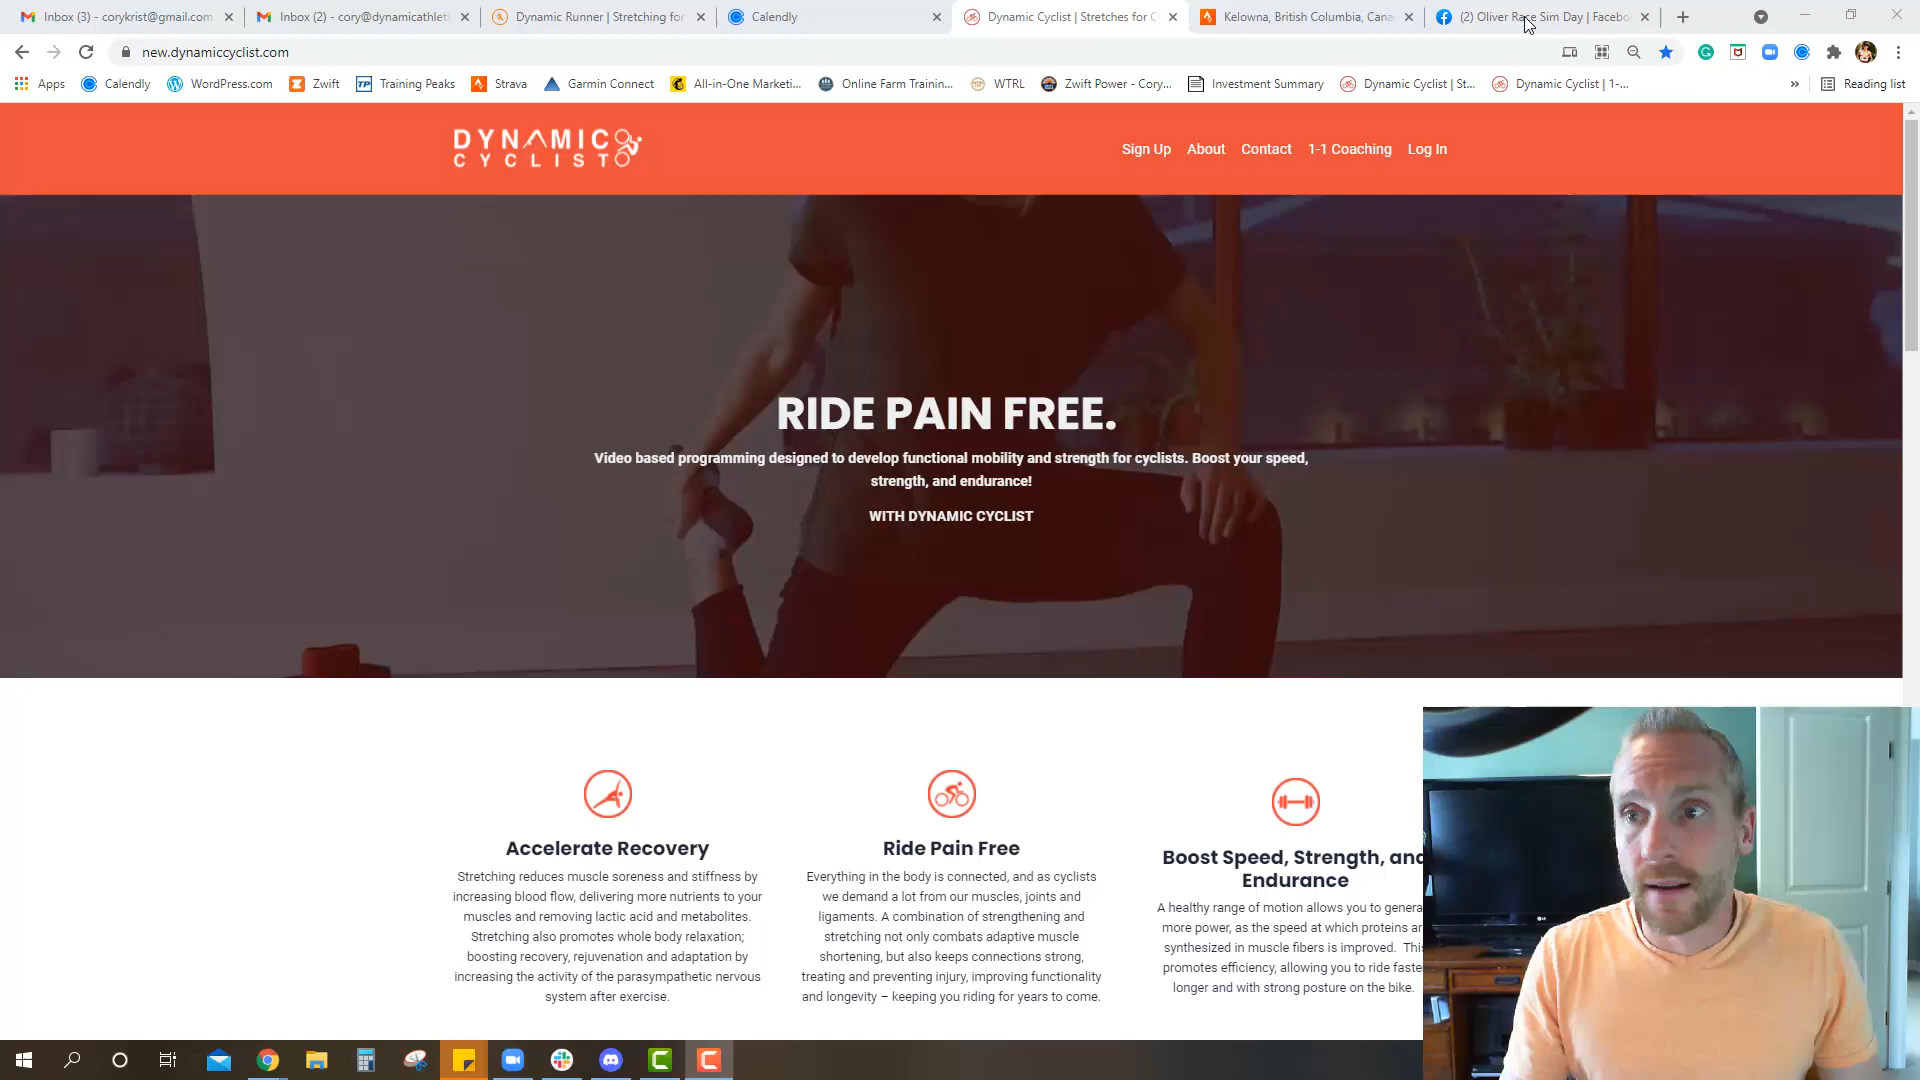 Inbox (3) - corykrist@gmail.com
Inbox (2) - cory@dynamicathleti
Dynamic Runner | Stretching for
Calendly
Dynamic Cyclist | Stretches for C
Kelowna, British Columbia, Cana
(2) Oliver Race Sim Day | Facebo
new.dynamiccyclist.com
Apps
Calendly
WordPress.com
Zwift
Training Peaks
Strava
Garmin Connect
All-in-One Marketi...
Online Farm Trainin...
WTRL
Zwift Power - Cory...
Investment Summary
Dynamic Cyclist | St...
Dynamic Cyclist | 1-...
»
Reading list
DYNAMIC
CYCLIST
Sign Up
About
Contact
1-1 Coaching
Log In
RIDE PAIN FREE.
Video based programming designed to develop functional mobility and strength for cyclists. Boost your speed,
strength, and endurance!
WITH DYNAMIC CYCLIST
Accelerate Recovery
Stretching reduces muscle soreness and stiffness by
increasing blood flow, delivering more nutrients to your
muscles and removing lactic acid and metabolites.
Stretching also promotes whole body relaxation;
boosting recovery, rejuvenation and adaptation by
increasing the activity of the parasympathetic nervous
system after exercise.
Ride Pain Free
Everything in the body is connected, and as cyclists
we demand a lot from our muscles, joints and
ligaments. A combination of strengthening and
stretching not only combats adaptive muscle
shortening, but also keeps connections strong,
treating and preventing injury, improving functionality
and longevity – keeping you riding for years to come.
Boost Speed, Strength, and
Endurance
A healthy range of motion allows you to genera
more power, as the speed at which proteins ar
synthesized in muscle fibers is improved. This
promotes efficiency, allowing you to ride faste
longer and with strong posture on the bike.